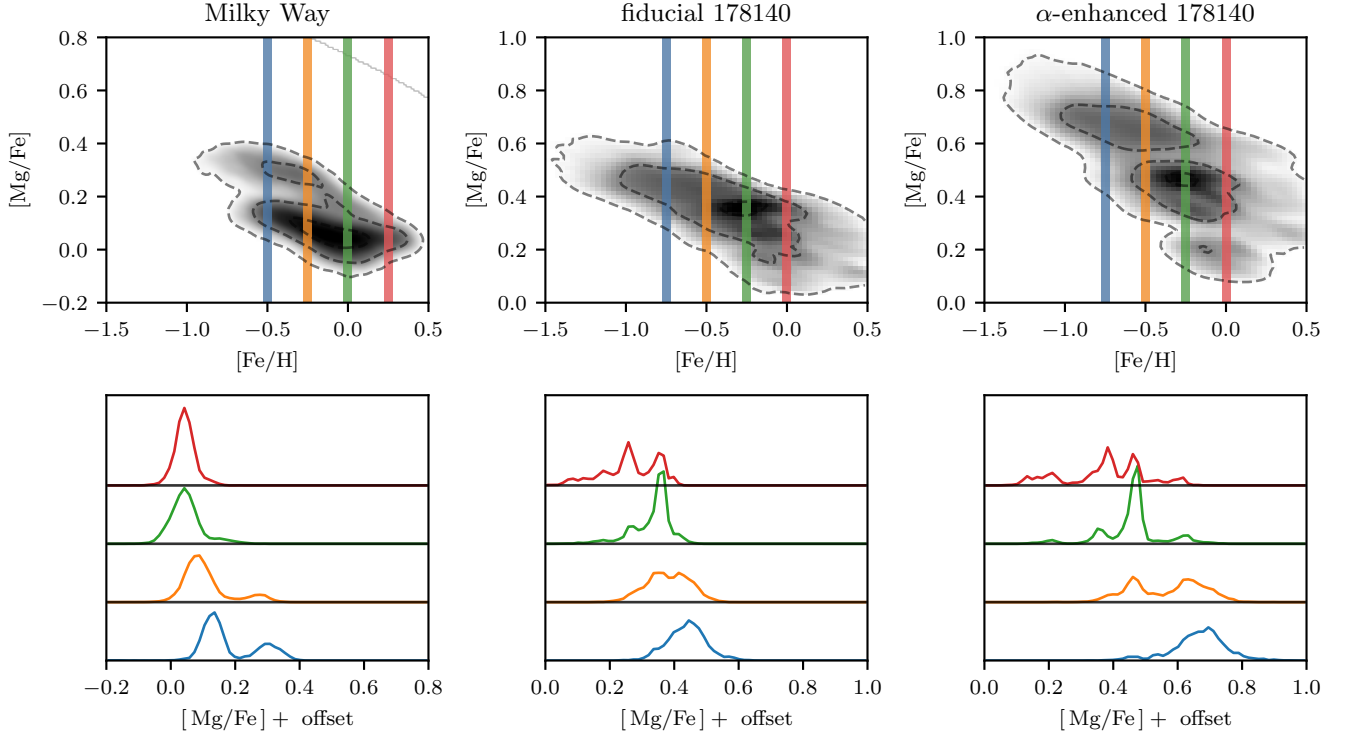 Milky Way
fiducial 178140
α-enhanced 178140
[Mg/Fe]
0.8
0.6
0.4
0.2
0.0
−0.2
−1.5 −1.0 −0.5 0.0 0.5
[Fe/H]
[Mg/Fe]
1.0
0.8
0.6
0.4
0.2
0.0
−1.5 −1.0 −0.5 0.0 0.5
[Fe/H]
[Mg/Fe]
1.0
0.8
0.6
0.4
0.2
0.0
−1.5 −1.0 −0.5 0.0 0.5
[Fe/H]
−0.2 0.0 0.2 0.4 0.6 0.8
[Mg/Fe] + offset
0.0 0.2 0.4 0.6 0.8 1.0
[Mg/Fe] + offset
0.0 0.2 0.4 0.6 0.8 1.0
[Mg/Fe] + offset